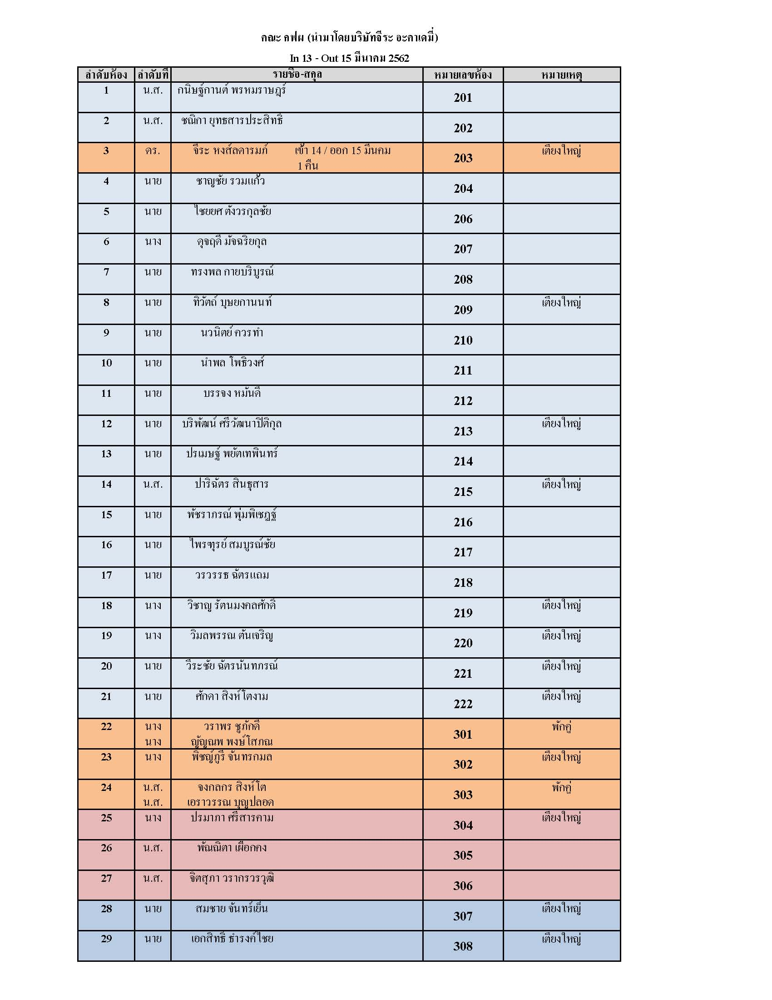 คณะ กฟผ (นำมาโดยบริษัทจีระ อะคาเดมี่)
In 13 - Out 15 มีนาคม 2562
ลำดับห้อง ลำดับที่ รายชื่อ-สกุล หมายเลขห้อง หมายเหตุ
1 น.ส. กนิษฐ์กานต์ พรหมราษฎร์ 201
2 น.ส. ชณิกา ยุทธสารประสิทธิ์ 202
3 ดร. จีระ หงส์ลดารมภ์ เข้า 14 / ออก 15 มีนคม 203 เตียงใหญ่
1 คืน
4 นาย ชาญชัย รวมแก้ว 204
5 นาย ไชยยศ ตั้งวรกุลชัย 206
6 นาง ดุจฤดี มัจฉริยกุล 207
7 นาย ทรงพล กายบริบูรณ์ 208
8 นาย ทิวัตถ์ บุษยกานนท์ 209 เตียงใหญ่
9 นาย นวนิตย์ ควรทำ 210
10 นาย นำพล โพธิวงศ์ 211
11 นาย บรรจง หมั่นดี 212
12 นาย บริพัฒน์ ศรีวัฒนาปิติกุล 213 เตียงใหญ่
13 นาย ปรเมษฐ์ พยัตเทพินทร์ 214
14 น.ส. ปาริฉัตร สินธุสาร 215 เตียงใหญ่
15 นาย พัชราภรณ์ พุ่มพิเชฏฐ์ 216
16 นาย ไพรฑุรย์ สมบูรณ์ชัย 217
17 นาย วรวรรธ ฉัตรแถม 218
18 นาง วิชาญ รัตนมงคลศักดิ์ 219 เตียงใหญ่
19 นาง วิมลพรรณ ตันเจริญ 220 เตียงใหญ่
20 นาย วีระชัย ฉัตรนันทภรณ์ 221 เตียงใหญ่
21 นาย ศักดา สิงห์โตงาม 222 เตียงใหญ่
22 นาง วราพร ชูภักดี 301 พักคู่
นาง ญัญณพ พงษ์โสภณ
23 นาง พิชญ์ภูรี จันทรกมล 302 เตียงใหญ่
24 น.ส. จงกลกร สิงห์โต 303 พักคู่
น.ส. เอราวรรณ บุญปลอด
25 นาง ปรมาภา ศรีสารคาม 304 เตียงใหญ่
26 น.ส. พัณณิตา เผือกคง 305
27 น.ส. จิตสุภา วรากรวรวุฒิ 306
28 นาย สมชาย จันทร์เย็น 307 เตียงใหญ่
29 นาย เอกสิทธิ์ ธำรงค์ไชย 308 เตียงใหญ่